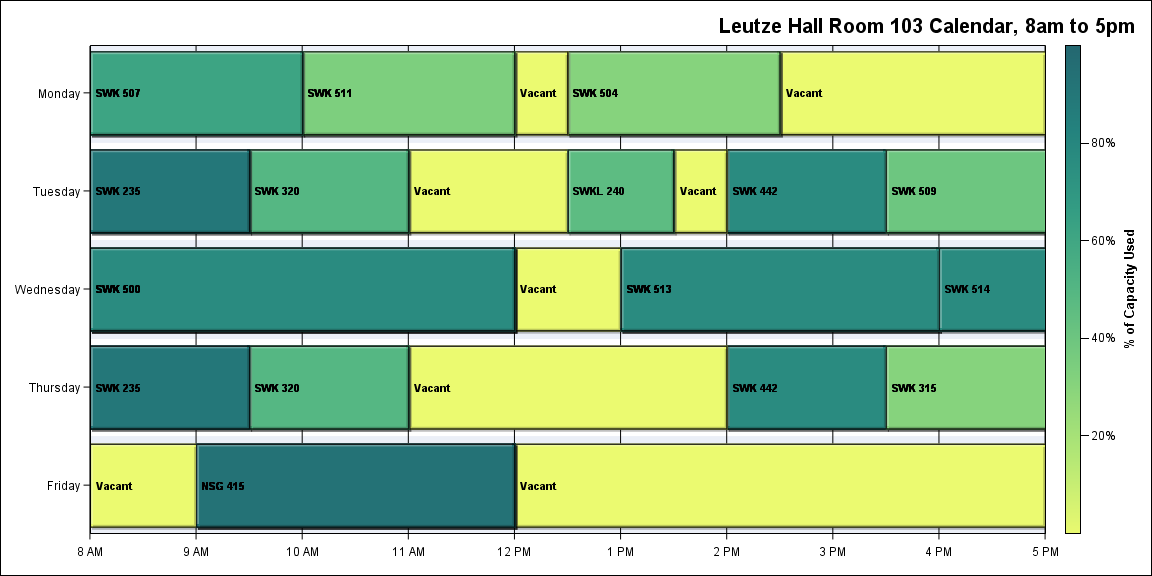 Leutze Hall Room 103 Calendar, 8am to 5pm
Monday
SWK 507
SWK 511
Vacant
SWK 504
Vacant
Tuesday
SWK 235
SWK 320
Vacant
SWKL 240
Vacant
SWK 442
SWK 509
Wednesday
SWK 500
Vacant
SWK 513
SWK 514
Thursday
SWK 235
SWK 320
Vacant
SWK 442
SWK 315
Friday
Vacant
NSG 415
Vacant
8 AM
9 AM
10 AM
11 AM
12 PM
1 PM
2 PM
3 PM
4 PM
5 PM
80%
60%
40%
20%
% of Capacity Used